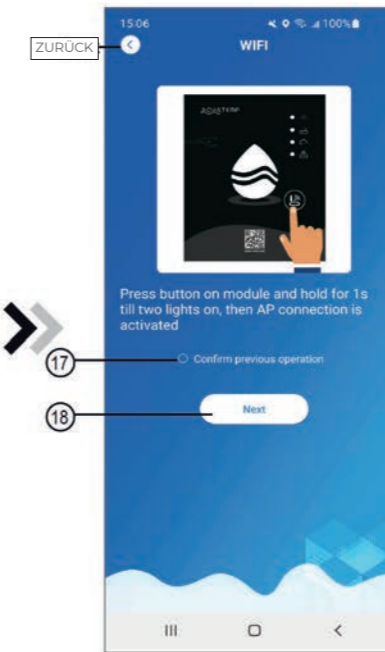 15:06
100%
ZURÜCK
WIFI
Press button on module and hold for 1s
till two lights on, then AP connection is
activated
17
Confirm previous operation
18
Next